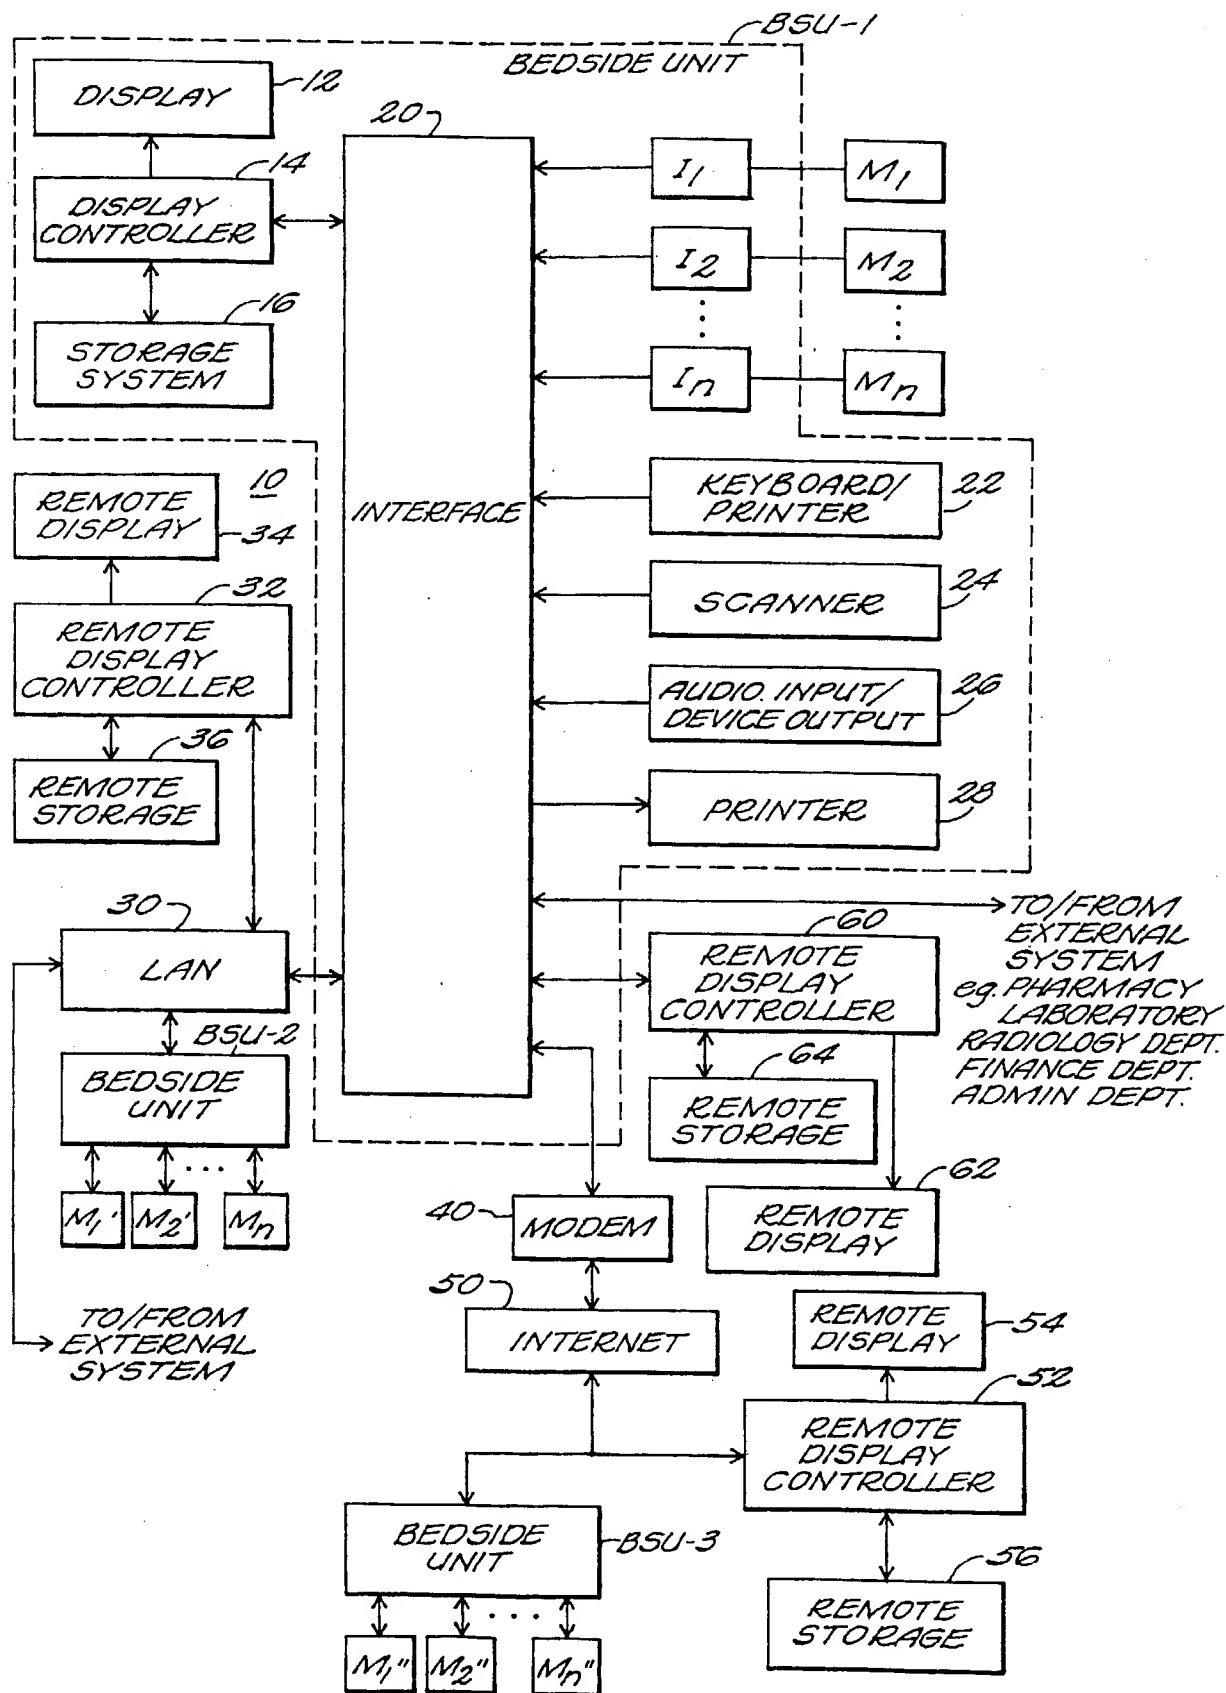 BSU-1
BEDSIDE UNIT
DISPLAY
12
20
14
DISPLAY
CONTROLLER
I1
M1
I2
M2
16
STORAGE
SYSTEM
In
Mn
10
REMOTE
DISPLAY
34
INTERFACE
KEYBOARD/
PRINTER
22
32
REMOTE
DISPLAY
CONTROLLER
SCANNER
24
AUDIO. INPUT/
DEVICE OUTPUT
26
36
REMOTE
STORAGE
PRINTER
28
30
LAN
TO/FROM
EXTERNAL
SYSTEM
eg. PHARMACY
LABORATORY
RADIOLOGY DEPT.
FINANCE DEPT.
ADMIN DEPT.
60
REMOTE
DISPLAY
CONTROLLER
BSU-2
BEDSIDE
UNIT
64
REMOTE
STORAGE
M1'
M2'
Mn
62
REMOTE
DISPLAY
40
MODEM
50
INTERNET
TO/FROM
EXTERNAL
SYSTEM
REMOTE
DISPLAY
54
52
REMOTE
DISPLAY
CONTROLLER
BEDSIDE
UNIT
BSU-3
56
REMOTE
STORAGE
M1"
M2"
Mn"